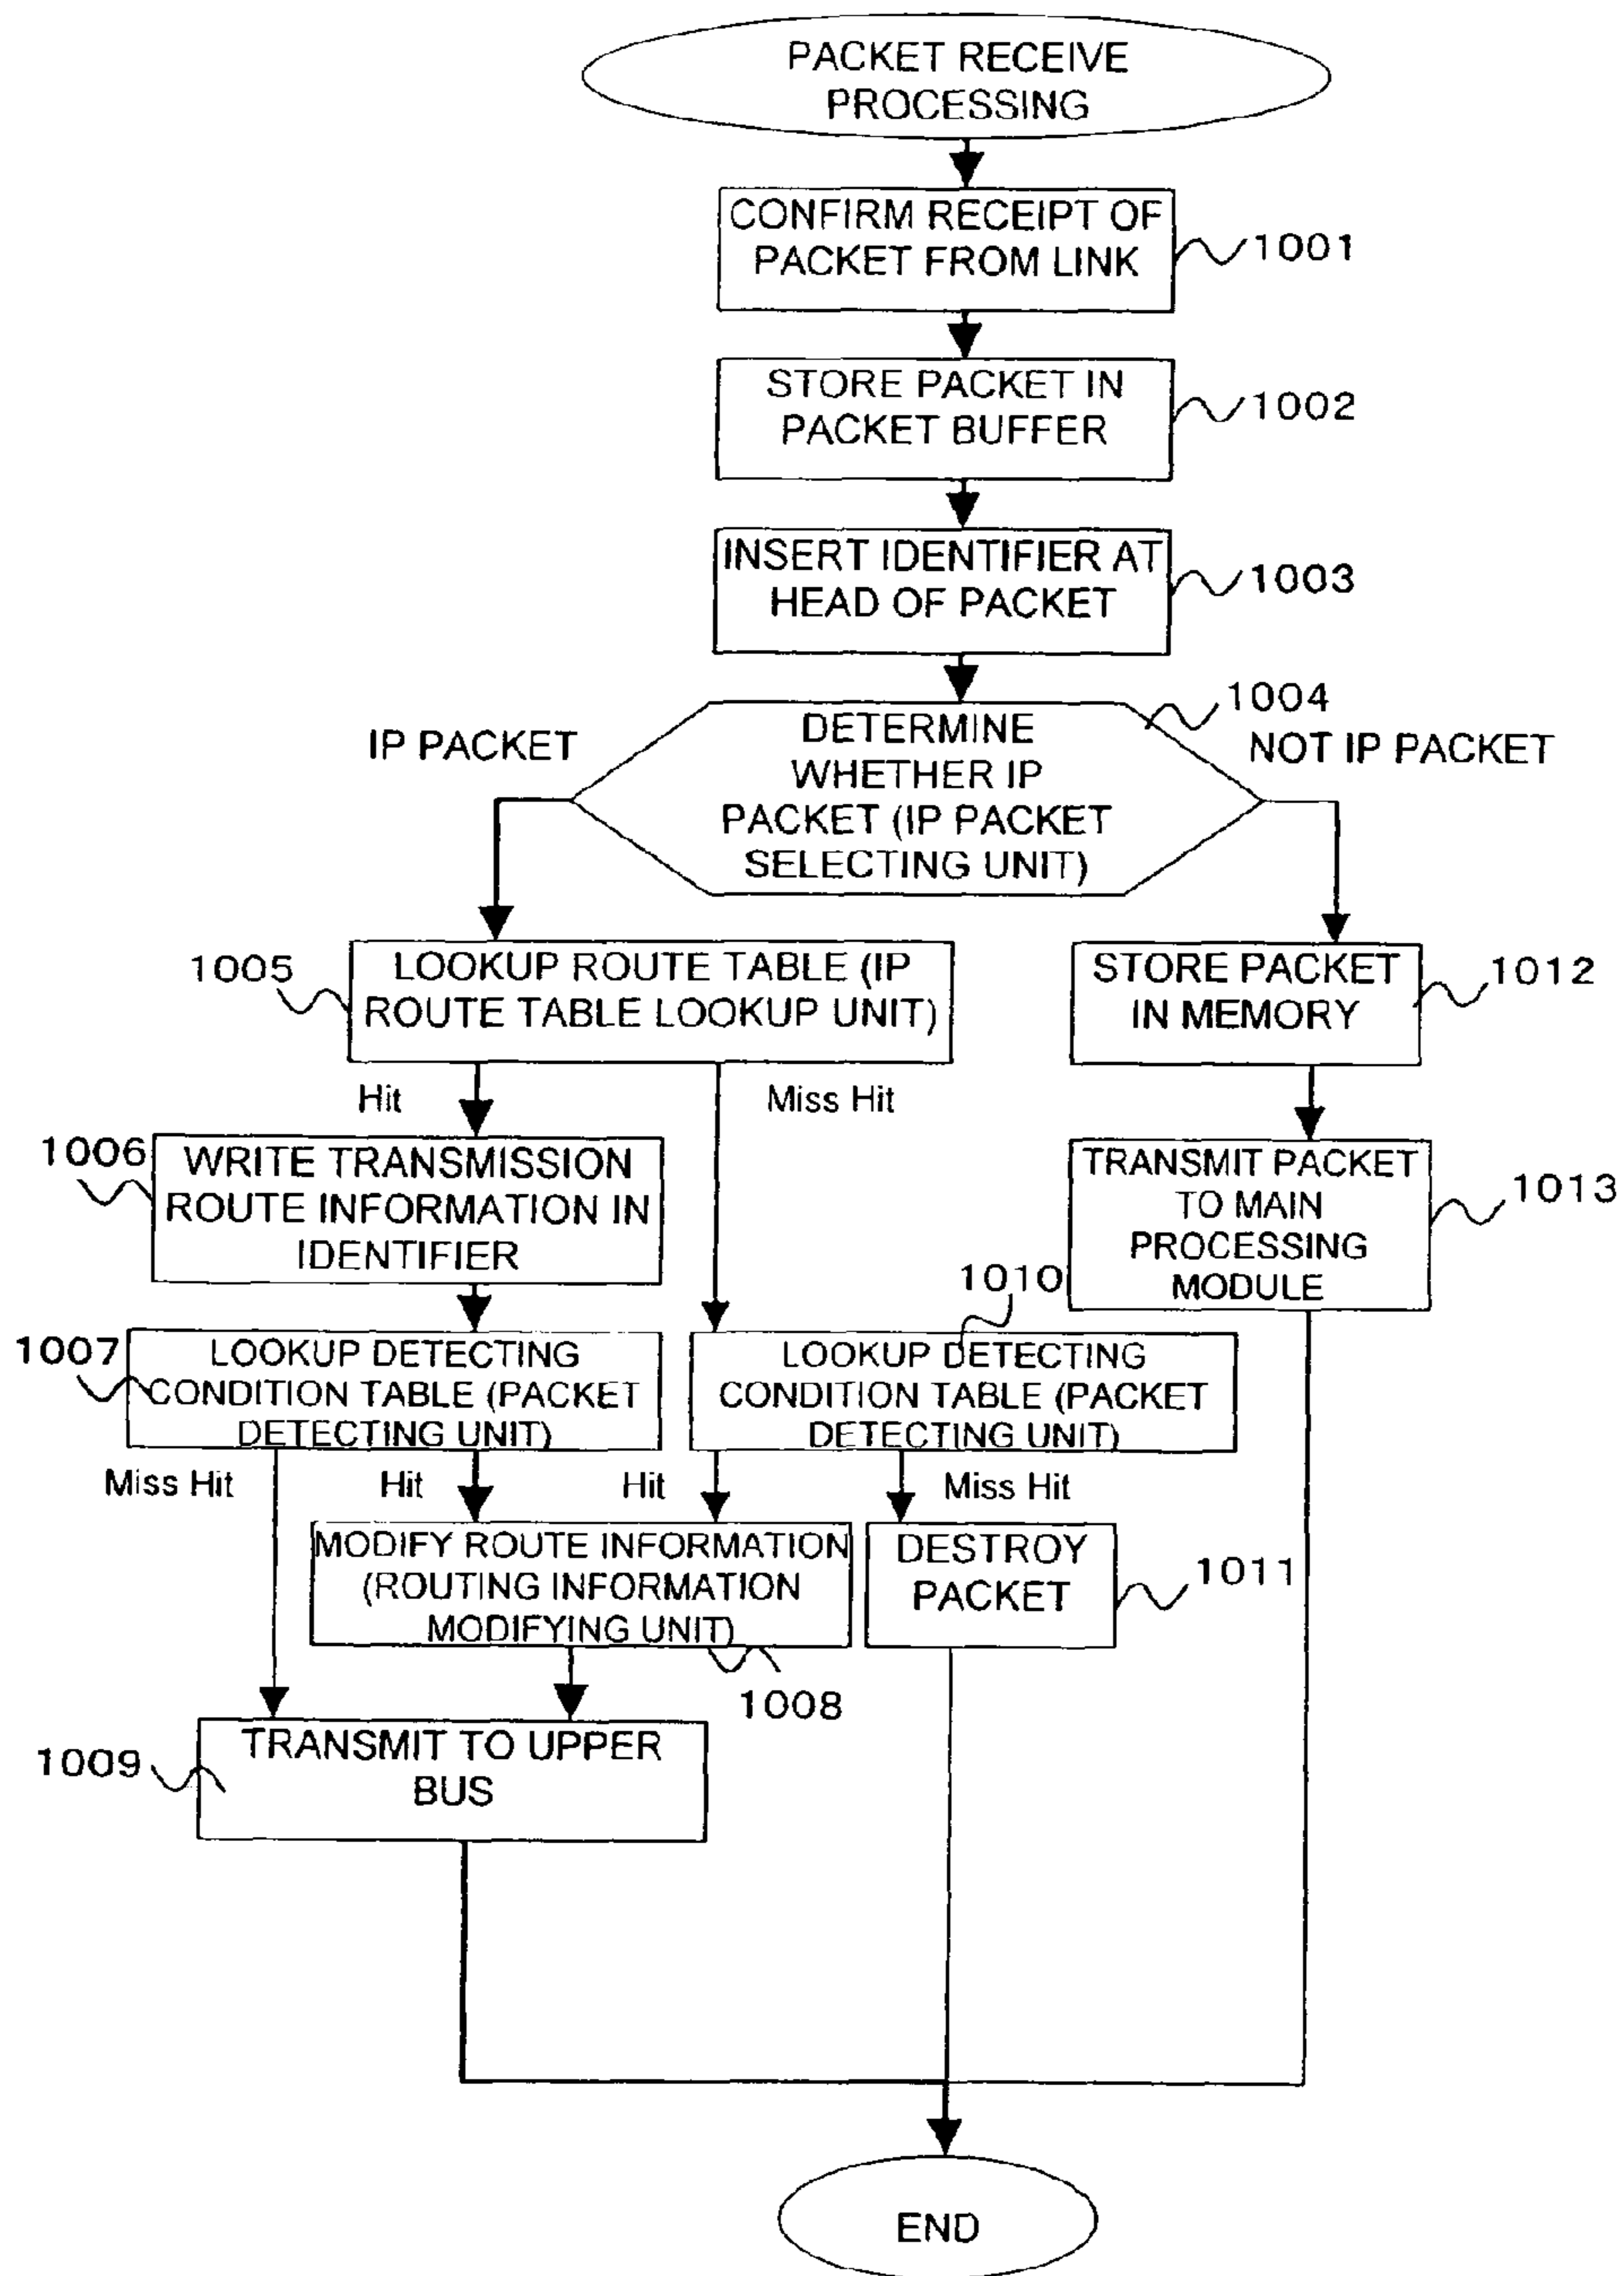 PACKET RECEIVE
PROCESSING
CONFIRM RECEIPT OF
PACKET FROM LINK
1001
STORE PACKET IN
PACKET BUFFER
1002
INSERT IDENTIFIER AT
HEAD OF PACKET
1003
1004
IP PACKET
DETERMINE
WHETHER IP
PACKET (IP PACKET
SELECTING UNIT)
NOT IP PACKET
1005
LOOKUP ROUTE TABLE (IP
ROUTE TABLE LOOKUP UNIT)
STORE PACKET
IN MEMORY
1012
Hit
Miss Hit
1006
WRITE TRANSMISSION
ROUTE INFORMATION IN
IDENTIFIER
TRANSMIT PACKET
TO MAIN
PROCESSING
MODULE
1013
1010
1007
LOOKUP DETECTING
CONDITION TABLE (PACKET
DETECTING UNIT)
LOOKUP DETECTING
CONDITION TABLE (PACKET
DETECTING UNIT)
Miss Hit
Hit
Hit
Miss Hit
MODIFY ROUTE INFORMATION
(ROUTING INFORMATION
MODIFYING UNIT)
1008
DESTROY
PACKET
1011
1009
TRANSMIT TO UPPER
BUS
END